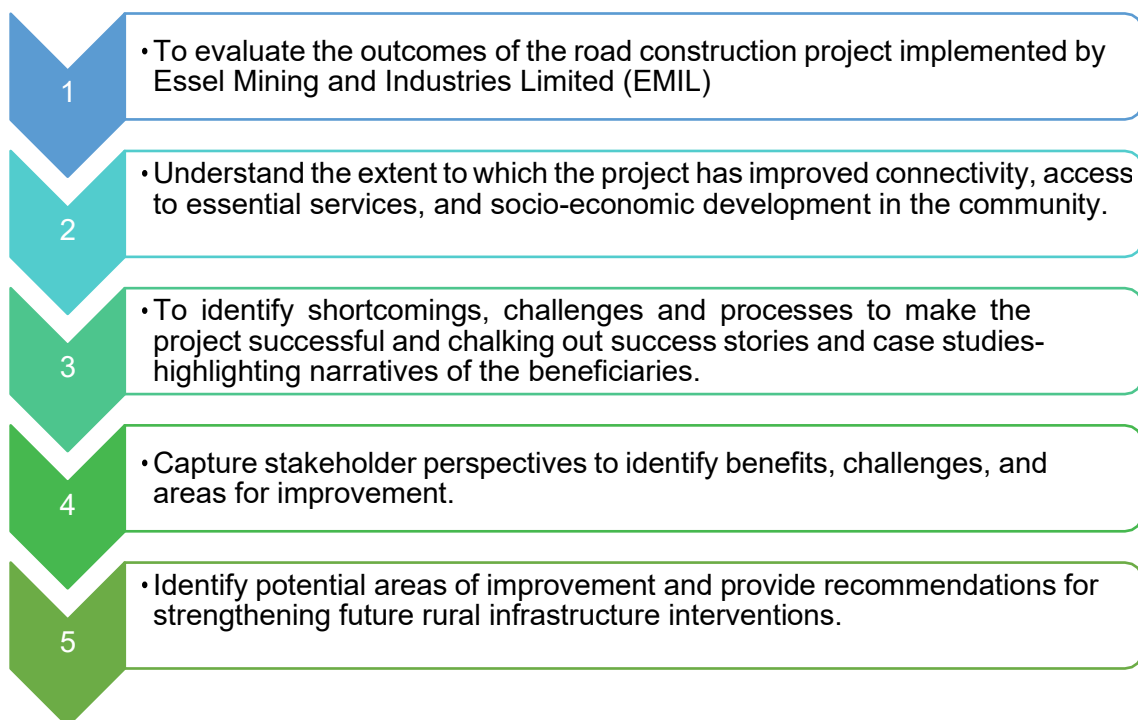 1
• To evaluate the outcomes of the road construction project implemented by
Essel Mining and Industries Limited (EMIL)
2
• Understand the extent to which the project has improved connectivity, access
to essential services, and socio-economic development in the community.
3
• To identify shortcomings, challenges and processes to make the
project successful and chalking out success stories and case studies-
highlighting narratives of the beneficiaries.
4
• Capture stakeholder perspectives to identify benefits, challenges, and
areas for improvement.
5
• Identify potential areas of improvement and provide recommendations for
strengthening future rural infrastructure interventions.